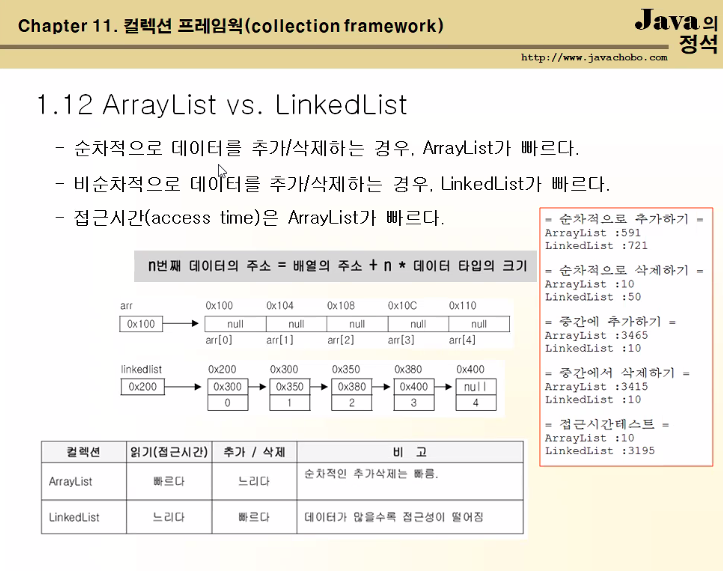 Chapter 11. 컬렉션 프레임웍(collection framework)
Java의
정석
http://www.javachobo.com
1.12 ArrayList vs. LinkedList
- 순차적으로 데이터를 추가/삭제하는 경우, ArrayList가 빠르다.
- 비순차적으로 데이터를 추가/삭제하는 경우, LinkedList가 빠르다.
- 접근시간(access time)은 ArrayList가 빠르다.
n번째 데이터의 주소 = 배열의 주소 + n * 데이터 타입의 크기
arr 0x100 0x104 0x108 0x10C 0x110
0x100 null null null null null
arr[0] arr[1] arr[2] arr[3] arr[4]
linkedlist 0x200 0x300 0x350 0x380 0x400
0x200 0x300 0x350 0x380 0x400 null
0 1 2 3 4
= 순차적으로 추가하기 =
ArrayList :591
LinkedList :721
= 순차적으로 삭제하기 =
ArrayList :10
LinkedList :50
= 중간에 추가하기 =
ArrayList :3465
LinkedList :10
= 중간에서 삭제하기 =
ArrayList :3415
LinkedList :10
= 접근시간테스트 =
ArrayList :10
LinkedList :3195
컬렉션 읽기(접근시간) 추가 / 삭제 비 고
ArrayList 빠르다 느리다 순차적인 추가삭제는 빠름.
LinkedList 느리다 빠르다 데이터가 많을수록 접근성이 떨어짐